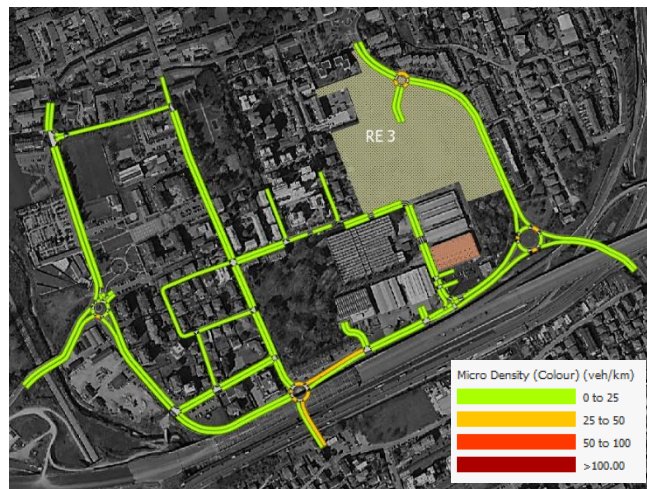 RE 3
Micro Density (Colour) (veh/km)
0 to 25
25 to 50
50 to 100
>100.00